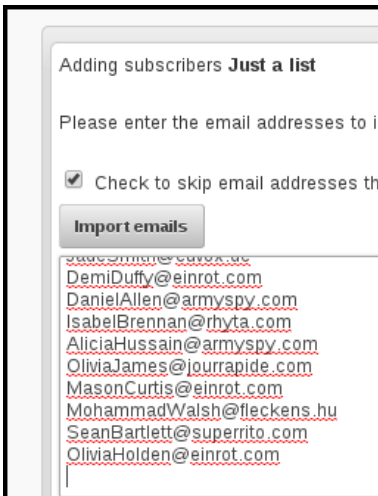 Adding subscribers Just a list
Please enter the email addresses to i
Check to skip email addresses th
Import emails
DemiDuffy@einrot.com
DanielAllen@armyspy.com
IsabelBrennan@rhyta.com
AliciaHussain@armyspy.com
OliviaJames@jourrapide.com
MasonCurtis@einrot.com
MohammadWalsh@fleckens.hu
SeanBartlett@superrito.com
OliviaHolden@einrot.com